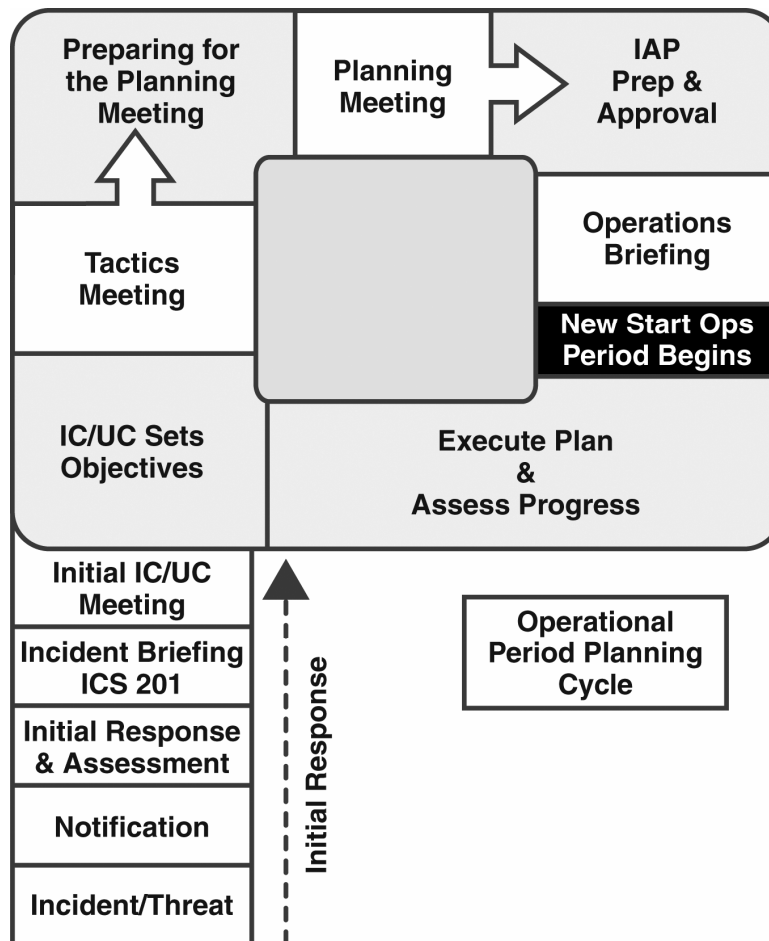 Preparing for
the Planning
Meeting
Planning
Meeting
IAP
Prep &
Approval
Tactics
Meeting
Operations
Briefing
New Start Ops
Period Begins
IC/UC Sets
Objectives
Execute Plan
&
Assess Progress
Initial IC/UC
Meeting
Incident Briefing
ICS 201
Initial Response
& Assessment
Notification
Incident/Threat
Initial Response
Operational
Period Planning
Cycle